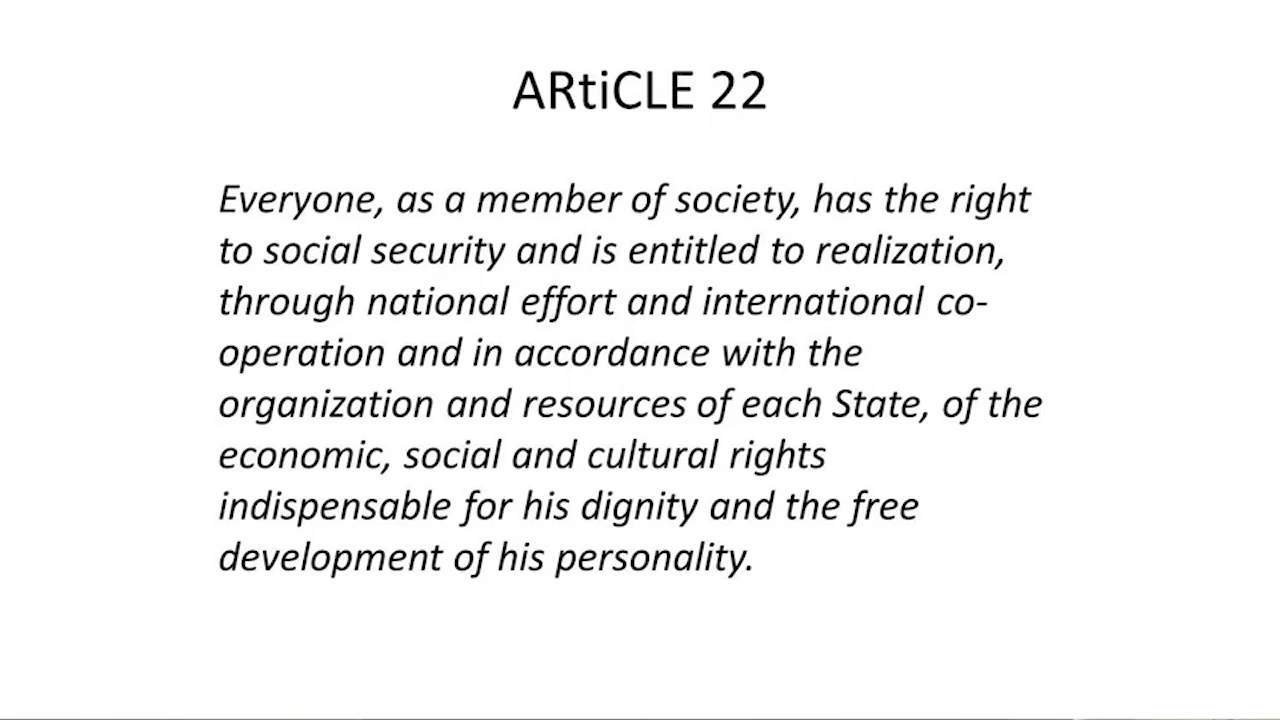 ARtiCLE 22
Everyone, as a member of society, has the right
to social security and is entitled to realization,
through national effort and international co-
operation and in accordance with the
organization and resources of each State, of the
economic, social and cultural rights
indispensable for his dignity and the free
development of his personality.